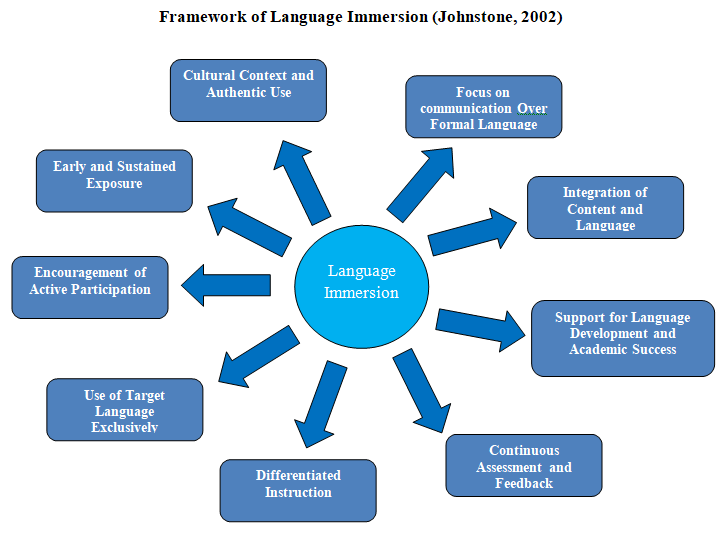 Framework of Language Immersion (Johnstone, 2002)
Cultural Context and
Authentic Use
Focus on
communication Over
Formal Language
Early and Sustained
Exposure
Integration of
Content and
Language
Encouragement of
Active Participation
Language
Immersion
Support for Language
Development and
Academic Success
Use of Target
Language
Exclusively
Continuous
Assessment and
Feedback
Differentiated
Instruction